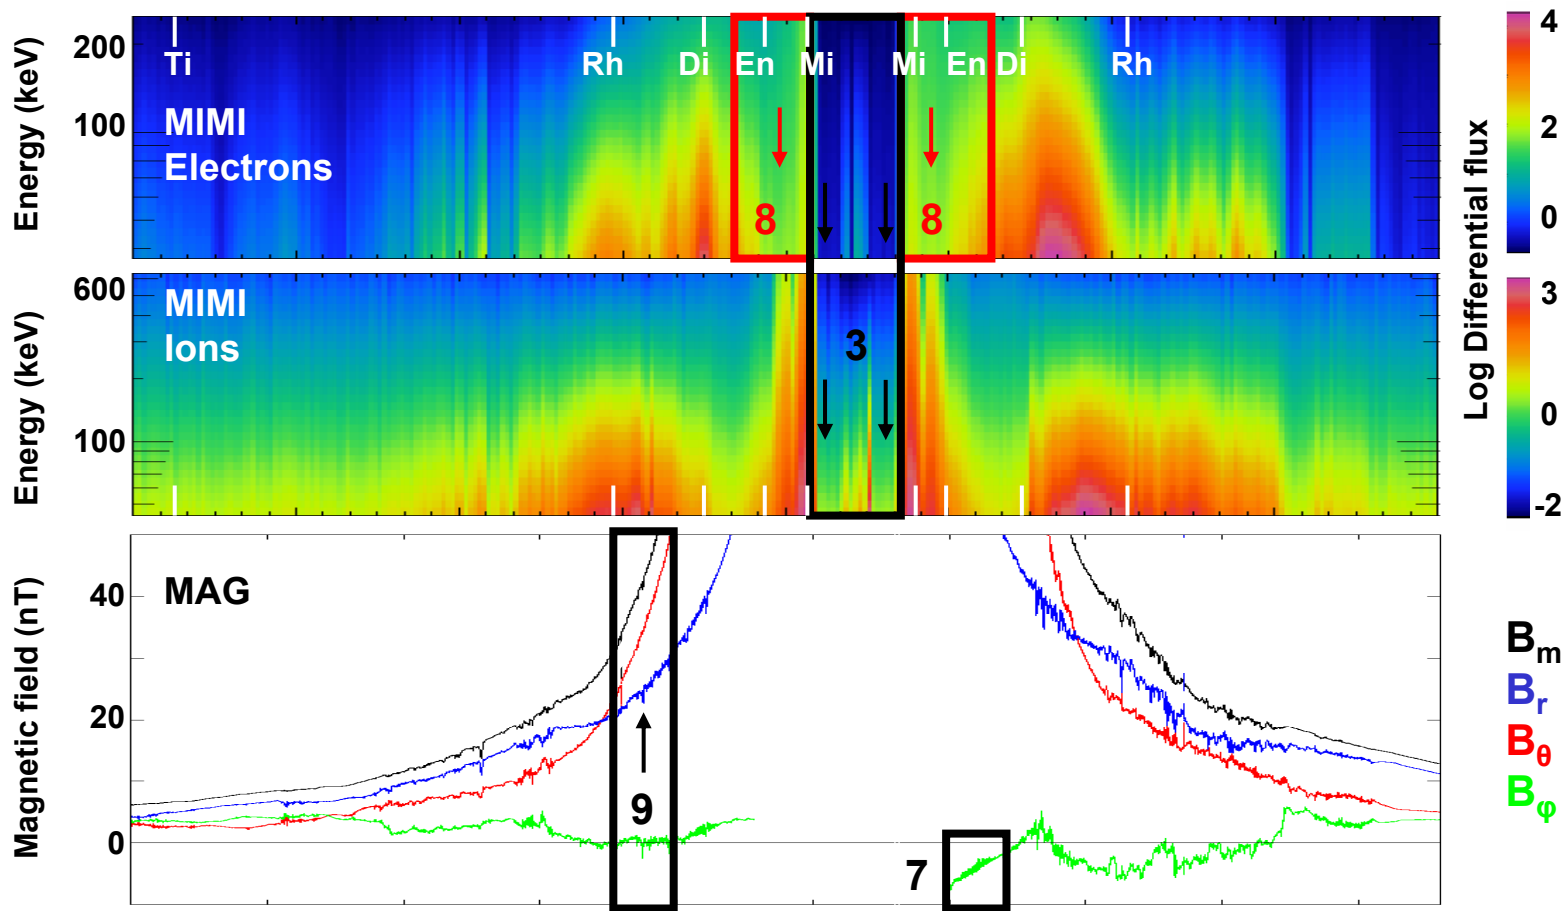 Energy (keV)
200
100
Ti
Rh
Di
En
Mi
Mi
En
Di
Rh
MIMI
Electrons
8
8
4
2
0
Log Differential flux
Energy (keV)
600
100
MIMI
Ions
3
3
0
-2
Magnetic field (nT)
40
20
0
MAG
9
7
Bm
Br
Bθ
Bφ